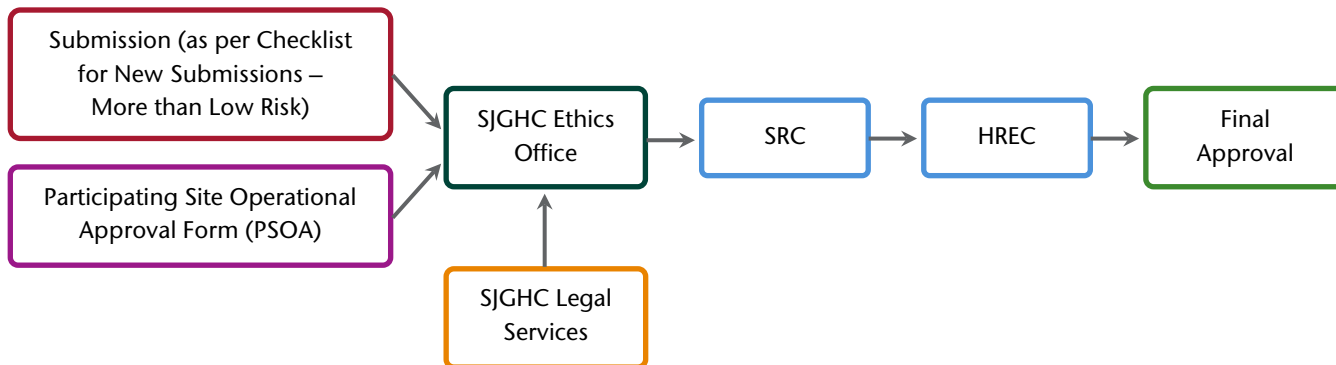 Submission (as per Checklist
for New Submissions –
More than Low Risk)
Participating Site Operational
Approval Form (PSOA)
SJGHC Ethics
Office
SJGHC Legal
Services
SRC
HREC
Final
Approval